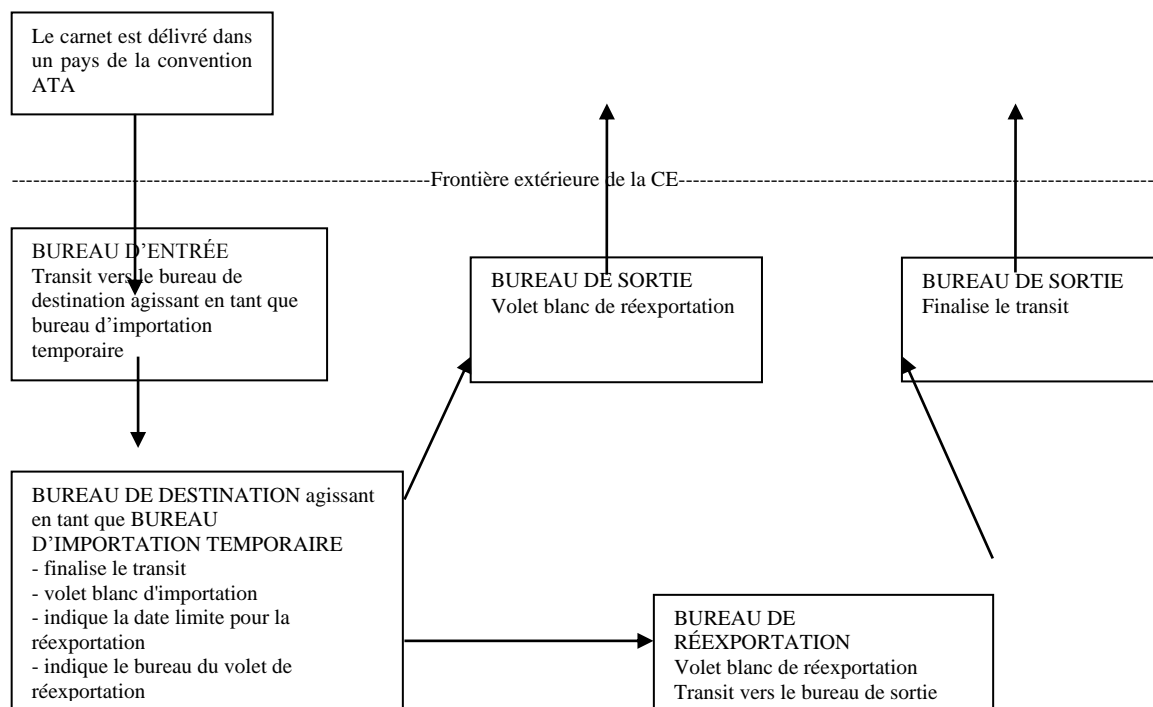 Le carnet est délivré dans
un pays de la convention
ATA
Frontière extérieure de la CE
BUREAU D'ENTRÉE
Transit vers le bureau de
destination agissant en tant que
bureau d'importation
temporaire
BUREAU DE SORTIE
Volet blanc de réexportation
BUREAU DE SORTIE
Finalise le transit
BUREAU DE DESTINATION agissant
en tant que BUREAU
D'IMPORTATION TEMPORAIRE
- finalise le transit
- volet blanc d'importation
- indique la date limite pour la
réexportation
- indique le bureau du volet de
réexportation
BUREAU DE
RÉEXPORTATION
Volet blanc de réexportation
Transit vers le bureau de sortie